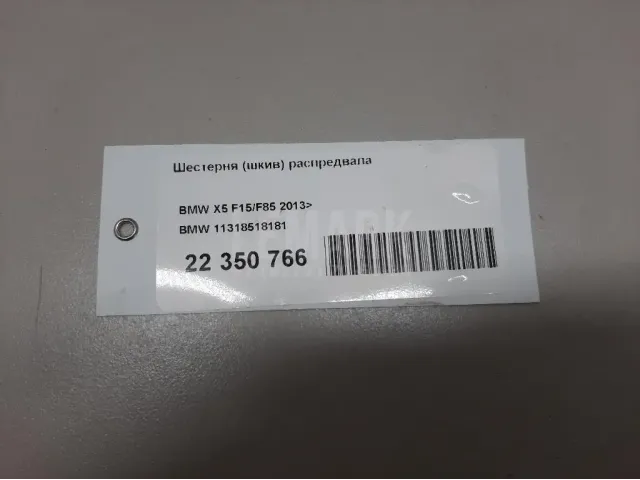 Шестерня (шкив) распредвала
BMW X5 F15/F85 2013>
BMW 11318518181
22 350 766